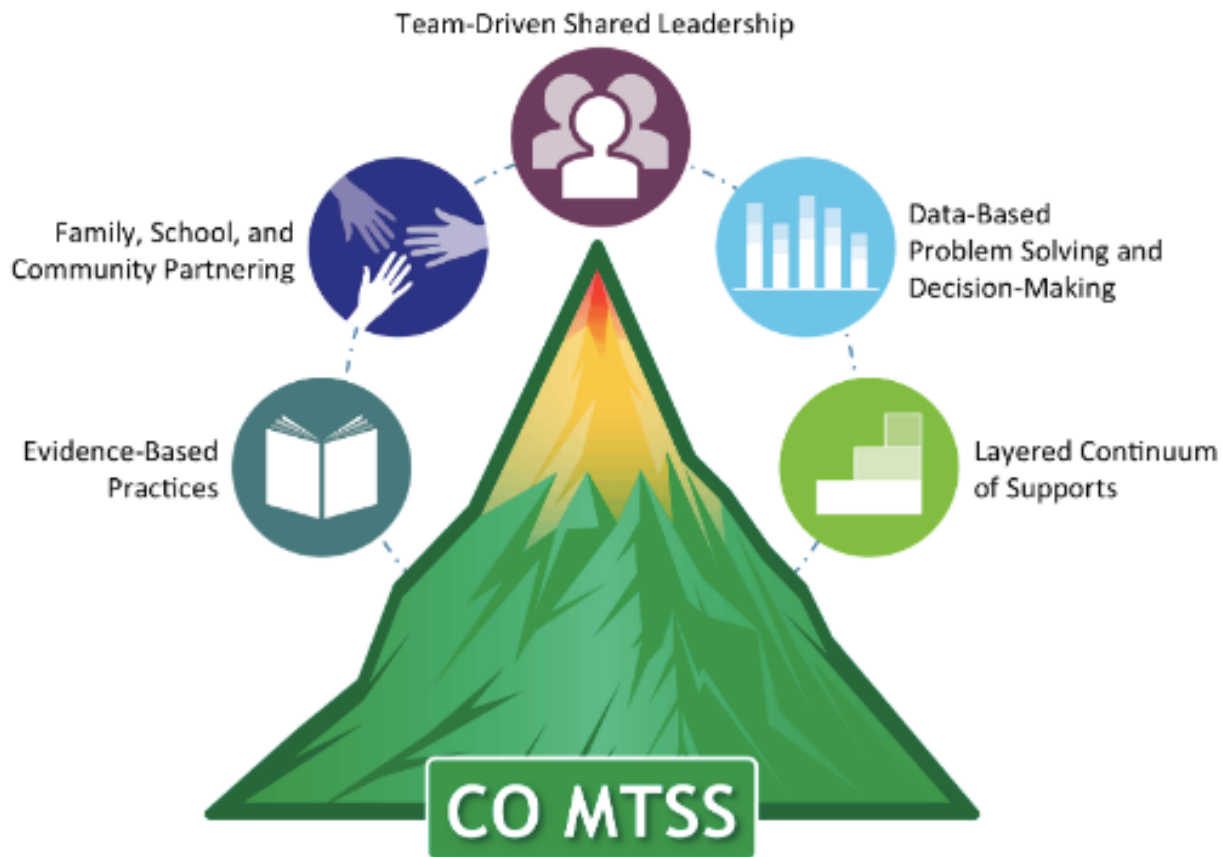 Team-Driven Shared Leadership
Family, School, and
Community Partnering
Data-Based
Problem Solving and
Decision-Making
Evidence-Based
Practices
Layered Continuum
of Supports
CO MTSS